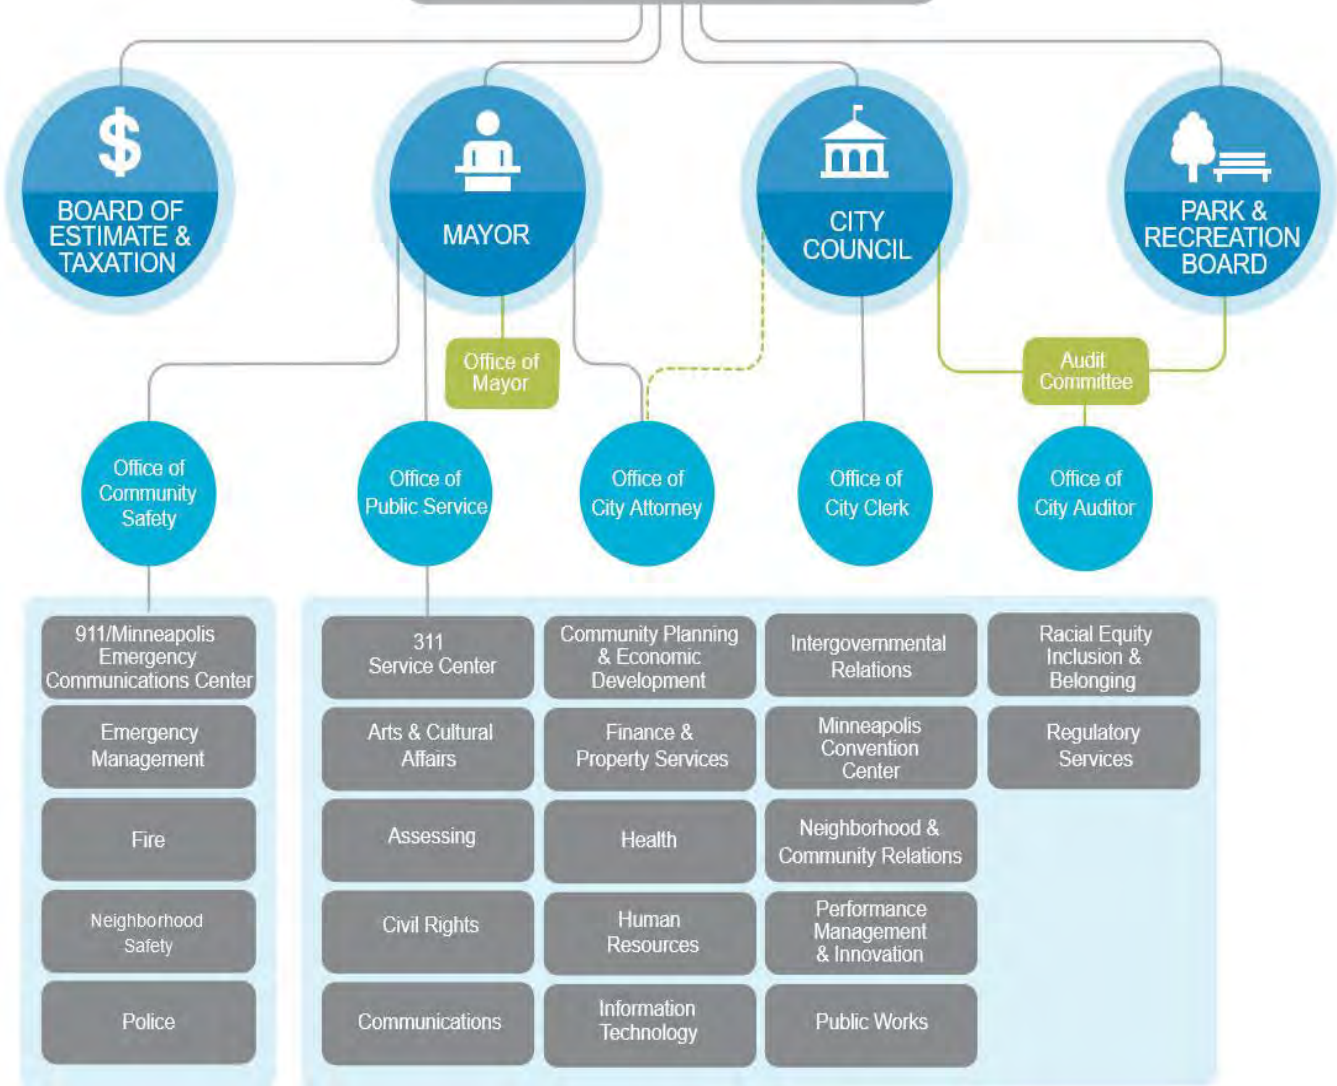 $
BOARD OF
ESTIMATE &
TAXATION
MAYOR
CITY
COUNCIL
PARK &
RECREATION
BOARD
Office of
Mayor
Audit
Committee
Office of
Community
Safety
Office of
Public Service
Office of
City Attorney
Office of
City Clerk
Office of
City Auditor
911/Minneapolis
Emergency
Communications Center
Emergency
Management
Fire
Neighborhood
Safety
Police
311
Service Center
Arts & Cultural
Affairs
Assessing
Civil Rights
Communications
Community Planning
& Economic
Development
Finance &
Property Services
Health
Human
Resources
Information
Technology
Intergovernmental
Relations
Minneapolis
Convention
Center
Neighborhood &
Community Relations
Performance
Management
& Innovation
Public Works
Racial Equity
Inclusion &
Belonging
Regulatory
Services